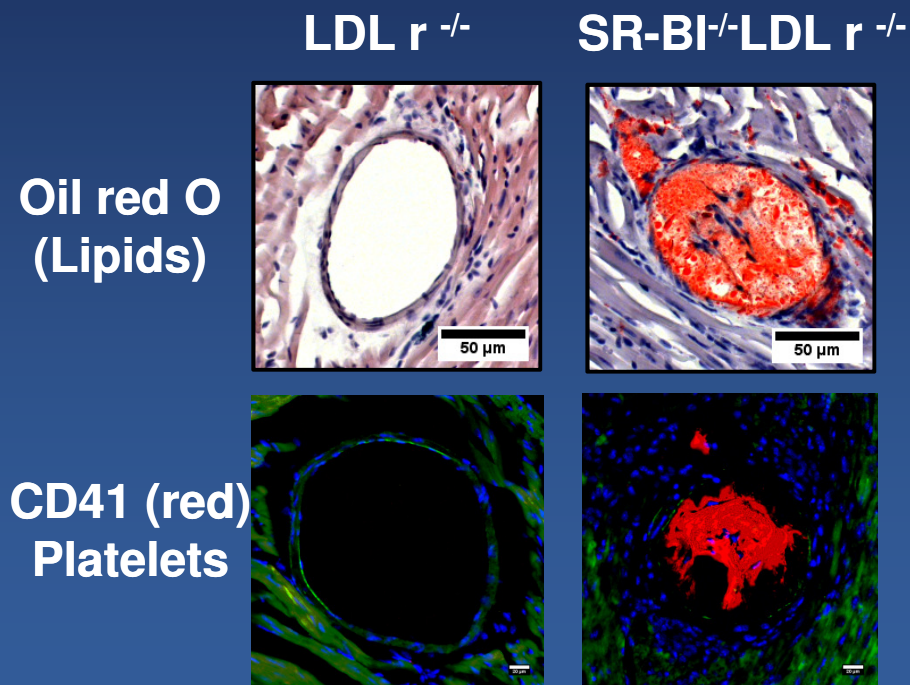 LDL r -/-
SR-BI-/-LDL r -/-
Oil red O
(Lipids)
50 µm
50 µm
CD41 (red)
Platelets